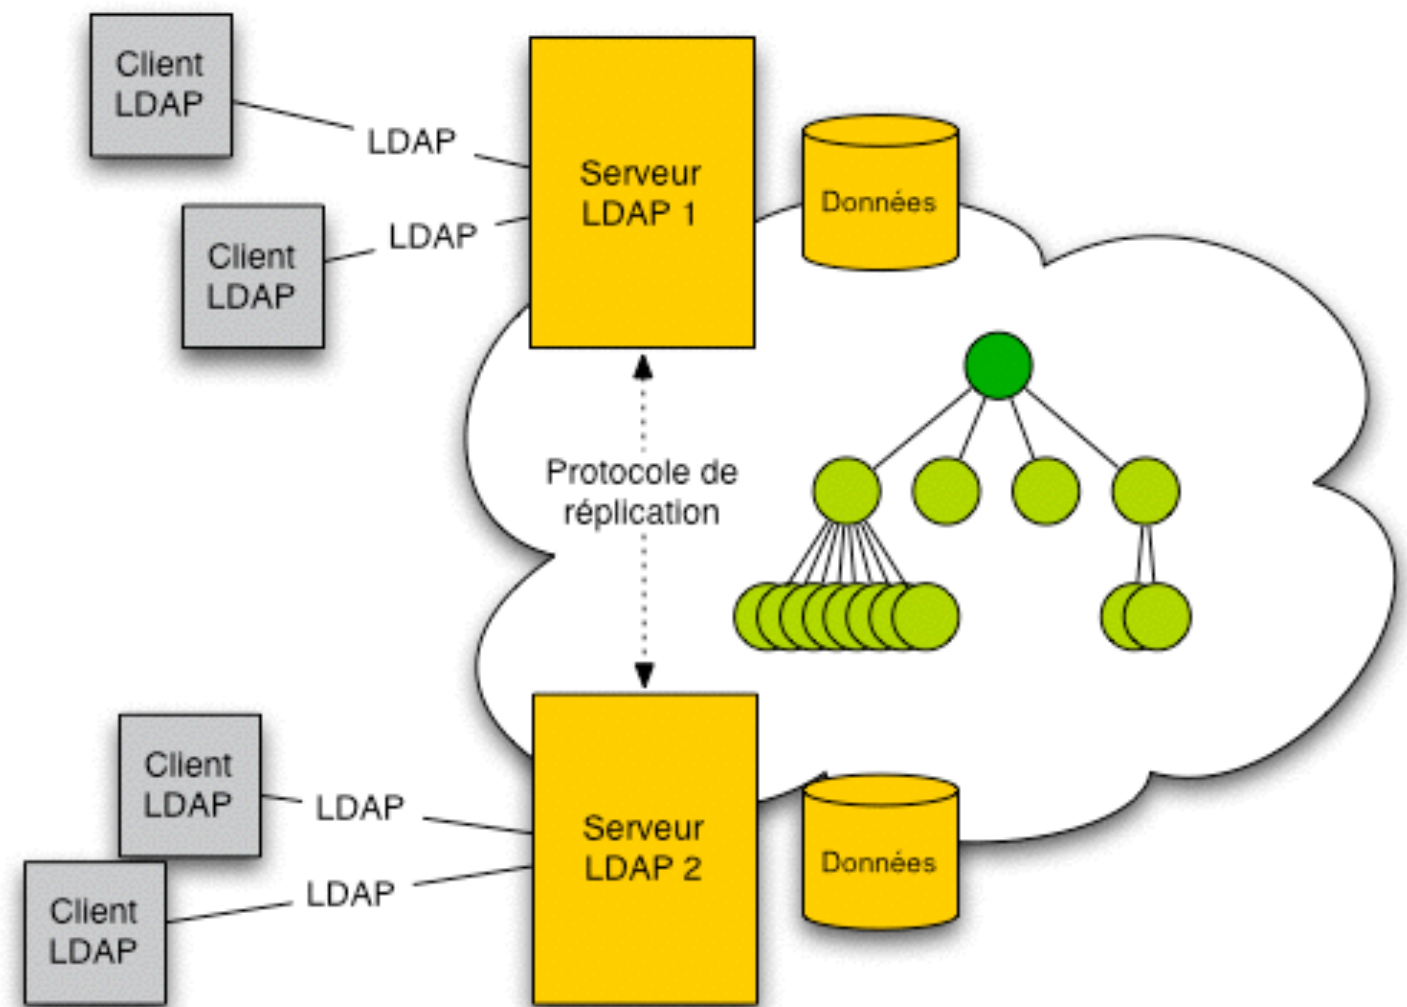 Client
LDAP
LDAP
Client
LDAP
LDAP
Serveur
LDAP 1
Données
Protocole de
réplication
Client
LDAP
LDAP
Client
LDAP
LDAP
Serveur
LDAP 2
Données